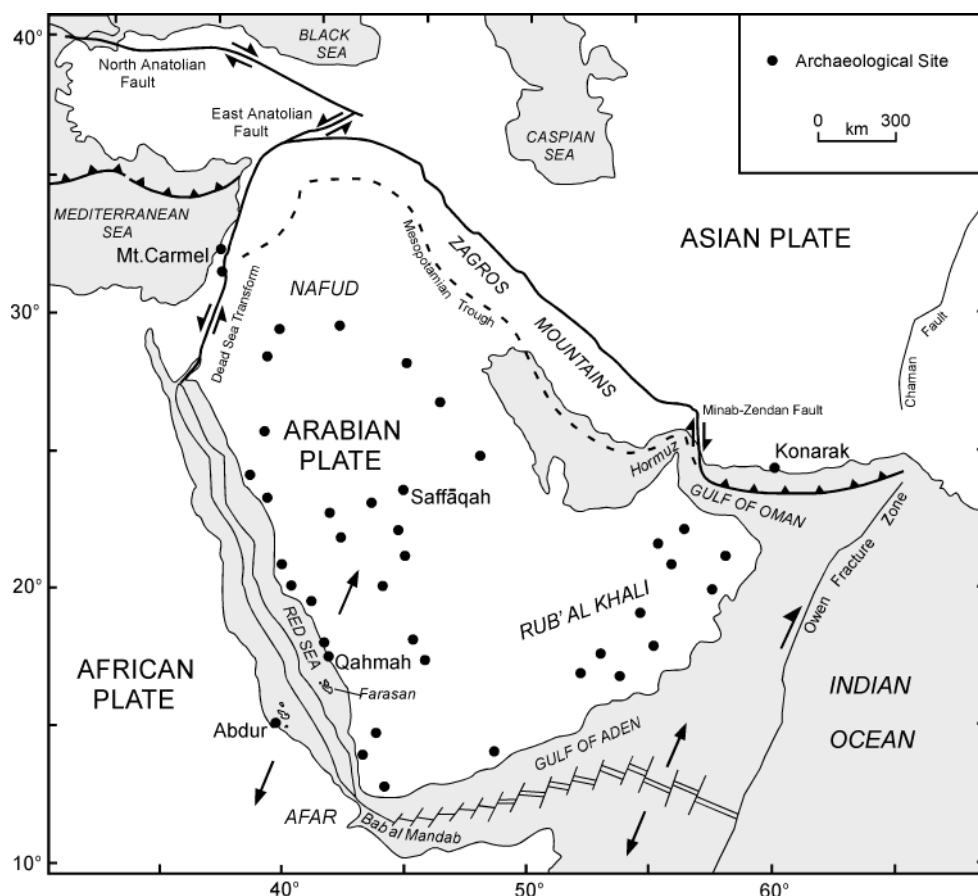 40°
BLACK
SEA
North Anatolian
Fault
East Anatolian
Fault
CASPIAN
SEA
Archaeological Site
0 300
km
MEDITERRANEAN
SEA
Mt.Carmel
Dead Sea Transform
NAFUD
Mesopotamian Trough
ZAGROS
MOUNTAINS
ASIAN PLATE
Chaman Fault
30°
ARABIAN
PLATE
Saffāqah
Hormuz
Minab-Zendan Fault
Konarak
GULF OF OMAN
Owen Fracture Zone
20°
RED SEA
Qahmah
Farasan
RUB' AL KHALI
AFRICAN
PLATE
Abdur
INDIAN
OCEAN
GULF OF ADEN
AFAR
Bab al Mandab
10°
40°
50°
60°